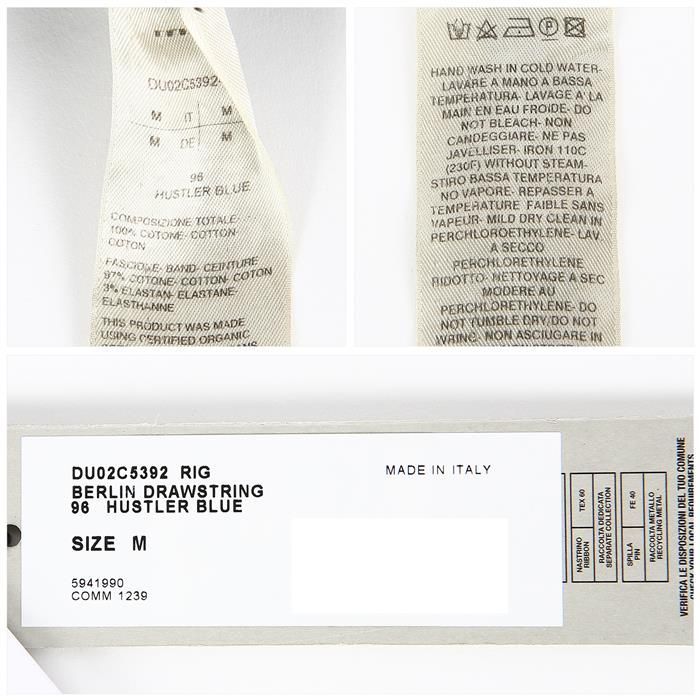 DU02C5392-
M IT M
M DE M
96
HUSTLER BLUE
COMPOSIZIONE TOTALE-
100% COTONE- COTTON-
COTON
FASCIONE- BAND- CEINTURE
97% COTONE- COTTON- COTON
3% ELASTAN- ELASTANE-
ELASTHANNE
THIS PRODUCT WAS MADE
USING CERTIFIED ORGANIC
HAND WASH IN COLD WATER-
LAVARE A MANO A BASSA
TEMPERATURA- LAVAGE A LA
MAIN EN EAU FROIDE- DO
NOT BLEACH- NON
CANDEGGIARE- NE PAS
JAVELLISER- IRON 110C
(230F) WITHOUT STEAM-
STIRO BASSA TEMPERATURA
NO VAPORE- REPASSER A
TEMPERATURE FAIBLE SANS
VAPEUR- MILD DRY CLEAN IN
PERCHLOROETHYLENE- LAV.
A SECCO
PERCHLOROETHYLENE
RIDOTTO- NETTOYAGE A SEC
MODERE AU
PERCHLORETHYLENE- DO
NOT TUMBLE DRY/DO NOT
WRING- NON ASCIUGARE IN
DU02C5392 RIG
BERLIN DRAWSTRING
96 HUSTLER BLUE
SIZE M
5941990
COMM 1239
MADE IN ITALY
NASTRINO
RIBBON
TEX 60
RACCOLTA DEDICATA
SEPARATE COLLECTION
SPILLA
PIN
FE 40
RACCOLTA METALLO
RECYCLING METAL
VERIFICA LE DISPOSIZIONI DEL TUO COMUNE
CHECK YOUR LOCAL REQUIREMENTS